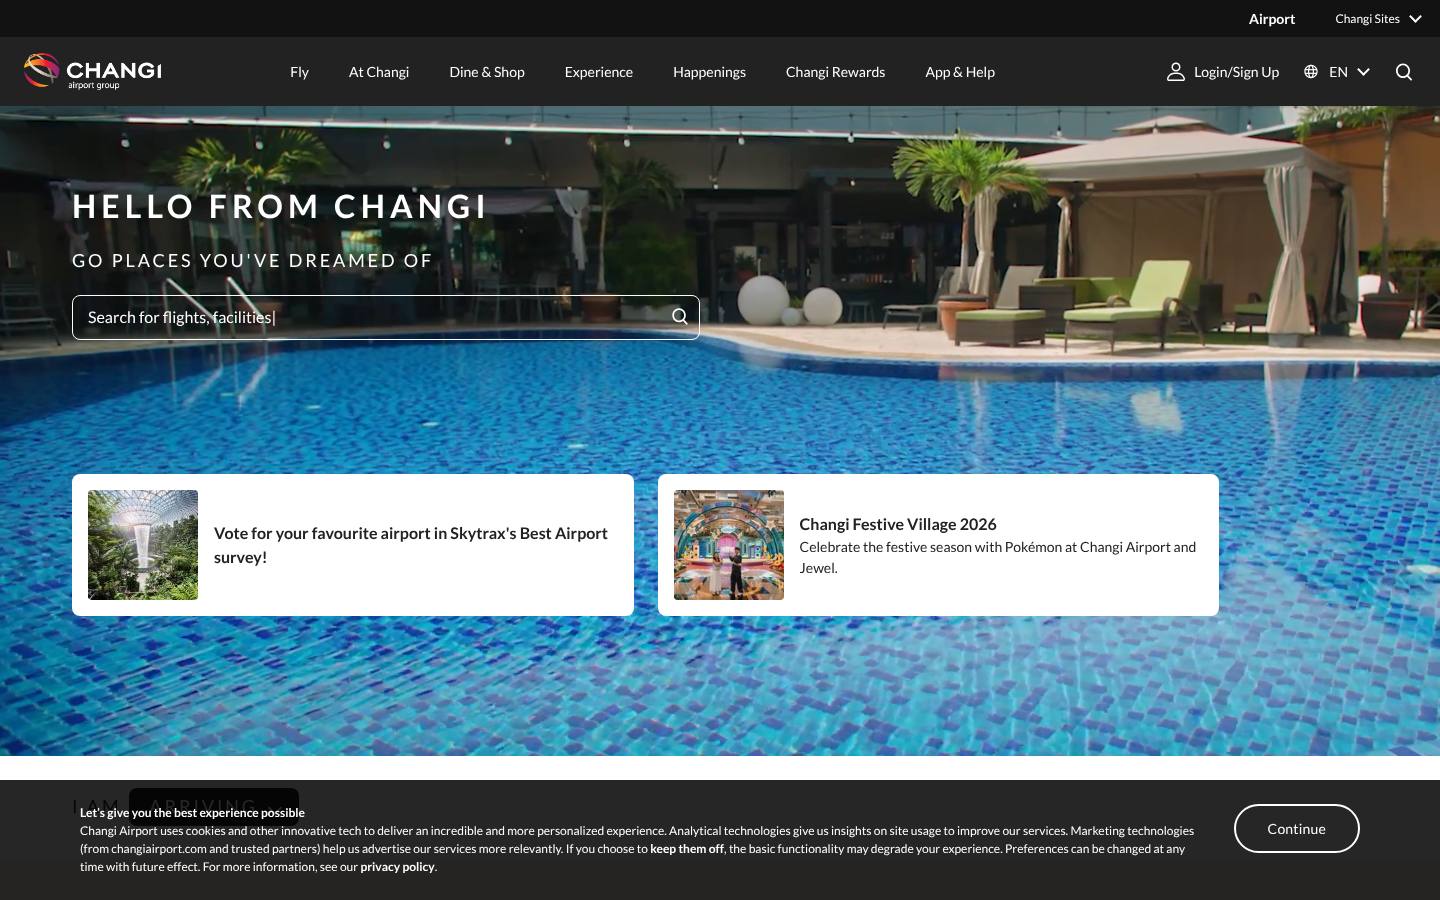 Airport
Changi Sites
CHANGI
airport group
Fly
At Changi
Dine & Shop
Experience
Happenings
Changi Rewards
App & Help
Login/Sign Up
EN
HELLO FROM CHANGI
GO PLACES YOU'VE DREAMED OF
Search for flights, facilities|
Vote for your favourite airport in Skytrax's Best Airport
survey!
Changi Festive Village 2026
Celebrate the festive season with Pokémon at Changi Airport and
Jewel.
I AM ARRIVING
Let's give you the best experience possible
Changi Airport uses cookies and other innovative tech to deliver an incredible and more personalized experience. Analytical technologies give us insights on site usage to improve our services. Marketing technologies
(from changiairport.com and trusted partners) help us advertise our services more relevantly. If you choose to keep them off, the basic functionality may degrade your experience. Preferences can be changed at any
time with future effect. For more information, see our privacy policy.
Continue